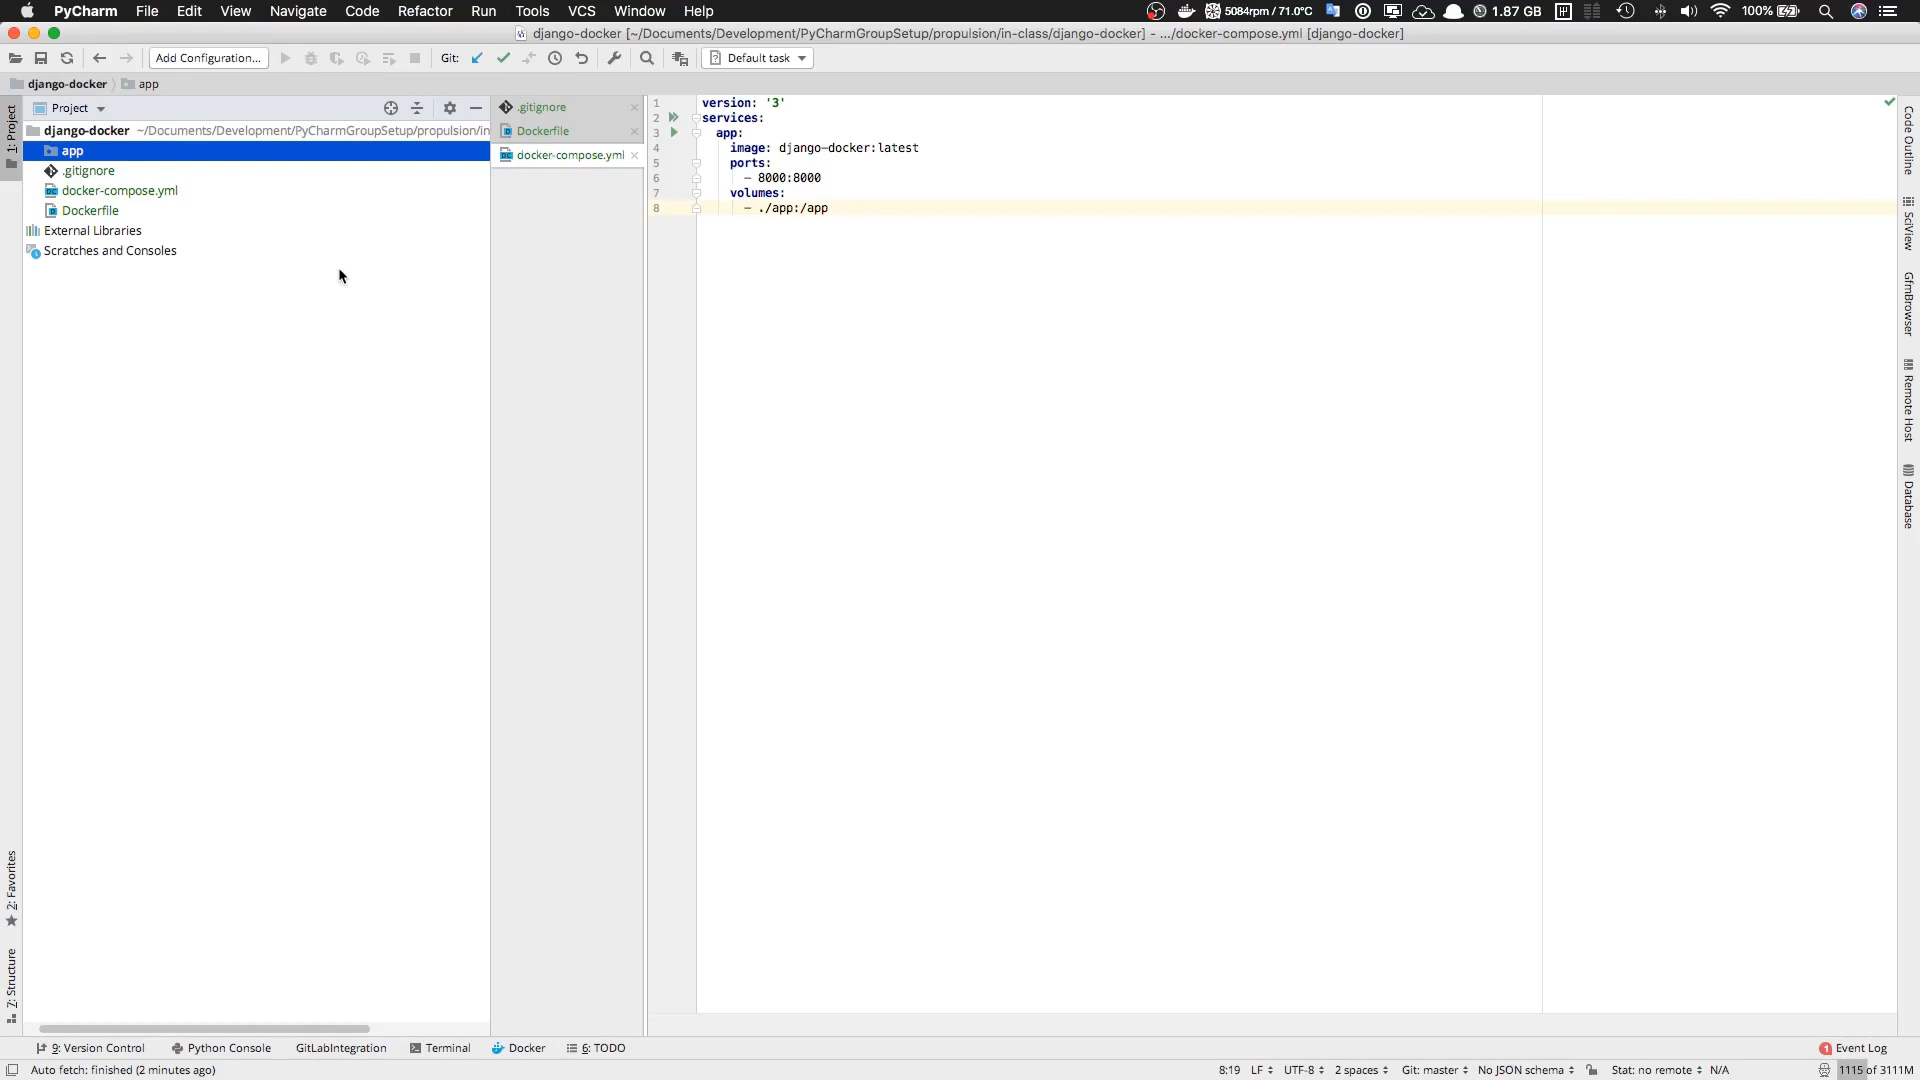 PyCharm File Edit View Navigate Code Refactor Run Tools VCS Window Help 5084rpm / 71.0°C 1.87 GB 100%
django-docker [~/Documents/Development/PyCharmGroupSetup/propulsion/in-class/django-docker] - .../docker-compose.yml [django-docker]
Add Configuration... Git: Default task
django-docker app
1: Project
Project
django-docker ~/Documents/Development/PyCharmGroupSetup/propulsion/in
app
.gitignore
docker-compose.yml
Dockerfile
External Libraries
Scratches and Consoles
.gitignore
Dockerfile
docker-compose.yml
1 version: '3'
2 services:
3 app:
4 image: django-docker:latest
5 ports:
6 - 8000:8000
7 volumes:
8 - ./app:/app
Code Outline
SciView
GfmBrowser
Remote Host
Database
2: Favorites
7: Structure
9: Version Control Python Console GitLabIntegration Terminal Docker 6: TODO 1 Event Log
Auto fetch: finished (2 minutes ago) 8:19 LF UTF-8 2 spaces Git: master No JSON schema Stat: no remote N/A 1115 of 3111M